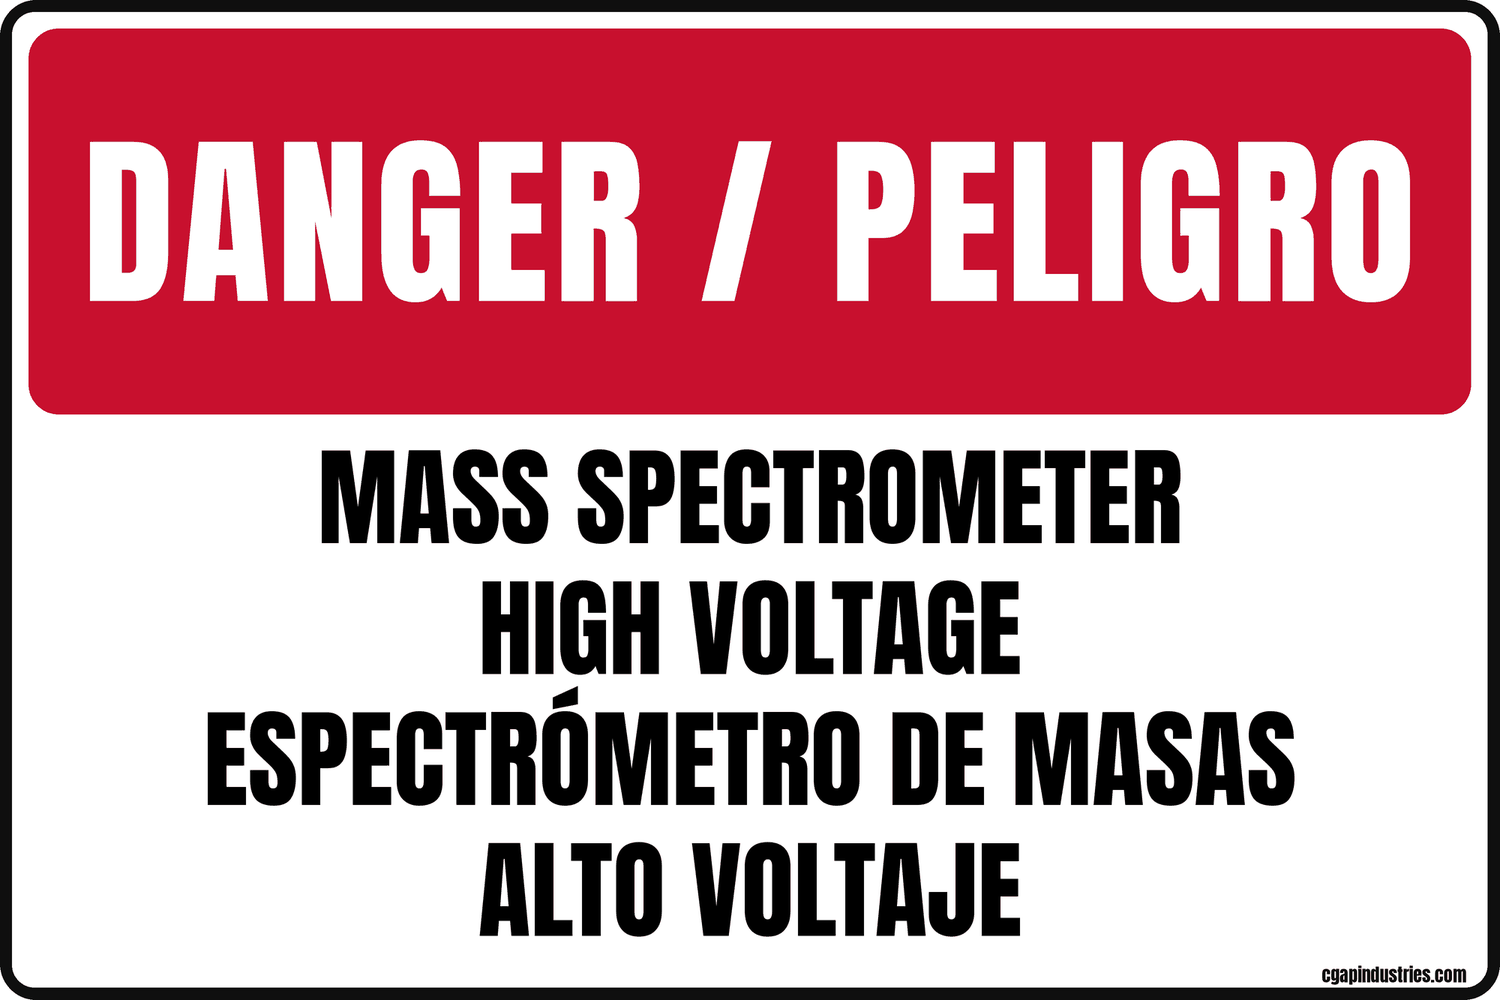 DANGER / PELIGRO
MASS SPECTROMETER
HIGH VOLTAGE
ESPECTRÓMETRO DE MASAS
ALTO VOLTAJE
cgapindustries.com